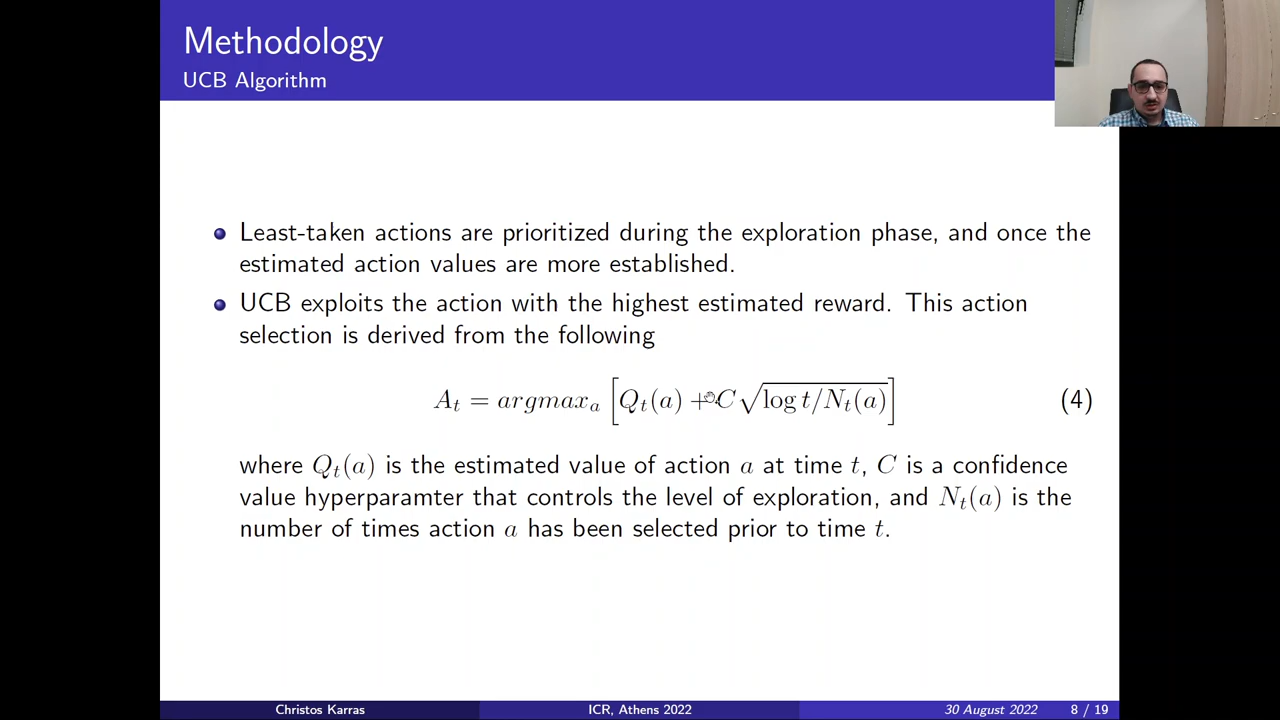 Methodology
UCB Algorithm
Least-taken actions are prioritized during the exploration phase, and once the
estimated action values are more established.
UCB exploits the action with the highest estimated reward. This action
selection is derived from the following
A_t = argmax_a [Q_t(a) + C√(log t/N_t(a))] (4)
where Q_t(a) is the estimated value of action a at time t, C is a confidence
value hyperparamter that controls the level of exploration, and N_t(a) is the
number of times action a has been selected prior to time t.
Christos Karras ICR, Athens 2022 30 August 2022 8 / 19